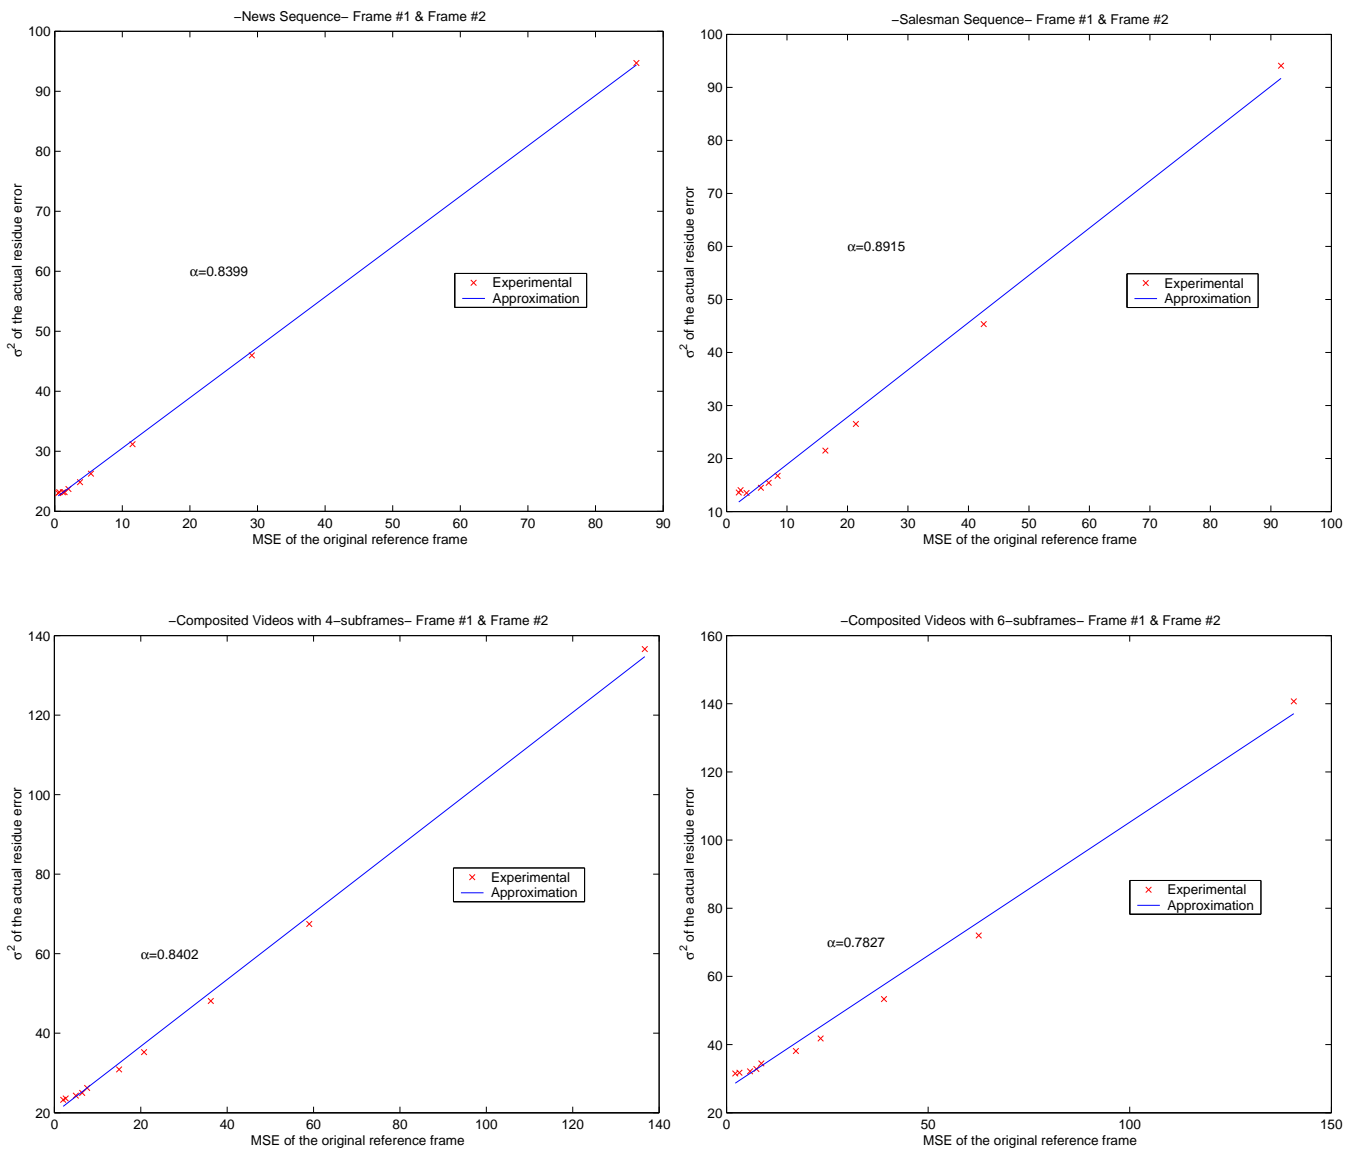 −News Sequence− Frame #1 & Frame #2
100
90
80
70
60
50
40
30
20
0 10 20 30 40 50 60 70 80 90
σ² of the actual residue error
MSE of the original reference frame
α=0.8399
Experimental
Approximation
−Salesman Sequence− Frame #1 & Frame #2
100
90
80
70
60
50
40
30
20
10
0 10 20 30 40 50 60 70 80 90 100
σ² of the actual residue error
MSE of the original reference frame
α=0.8915
Experimental
Approximation
−Composited Videos with 4−subframes− Frame #1 & Frame #2
140
120
100
80
60
40
20
0 20 40 60 80 100 120 140
σ² of the actual residue error
MSE of the original reference frame
α=0.8402
Experimental
Approximation
−Composited Videos with 6−subframes− Frame #1 & Frame #2
160
140
120
100
80
60
40
20
0 50 100 150
σ² of the actual residue error
MSE of the original reference frame
α=0.7827
Experimental
Approximation